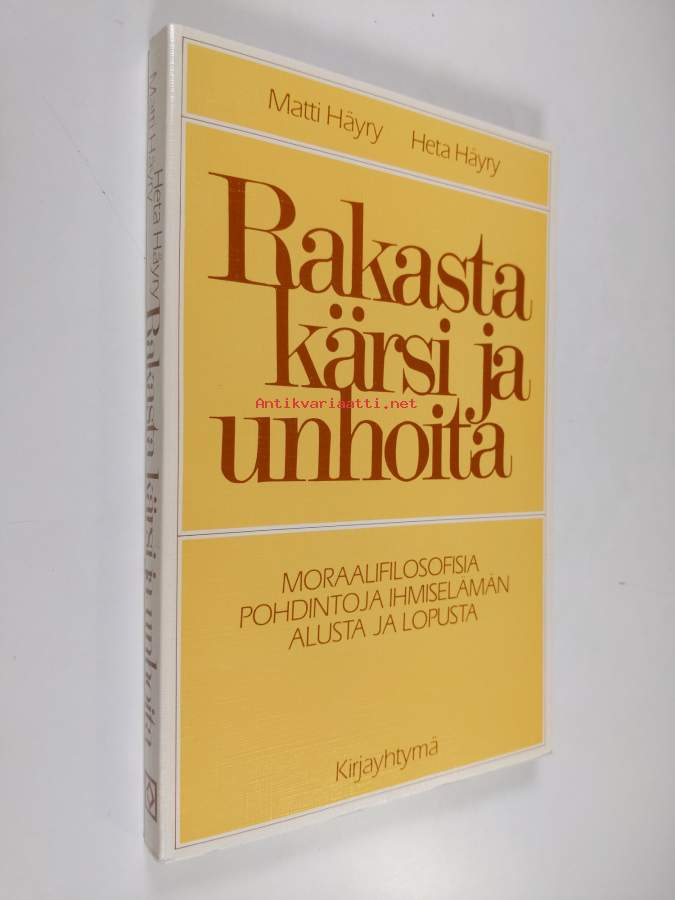 Matti Häyry Heta Häyry
Rakasta
kärsi ja
unhoita
Antikvariaatti.net
MORAALIFILOSOFISIA
POHDINTOJA IHMISELÄMÄN
ALUSTA JA LOPUSTA
Kirjayhtymä
Matti Häyry
Heta Häyry
Rakasta kärsi ja unhoita